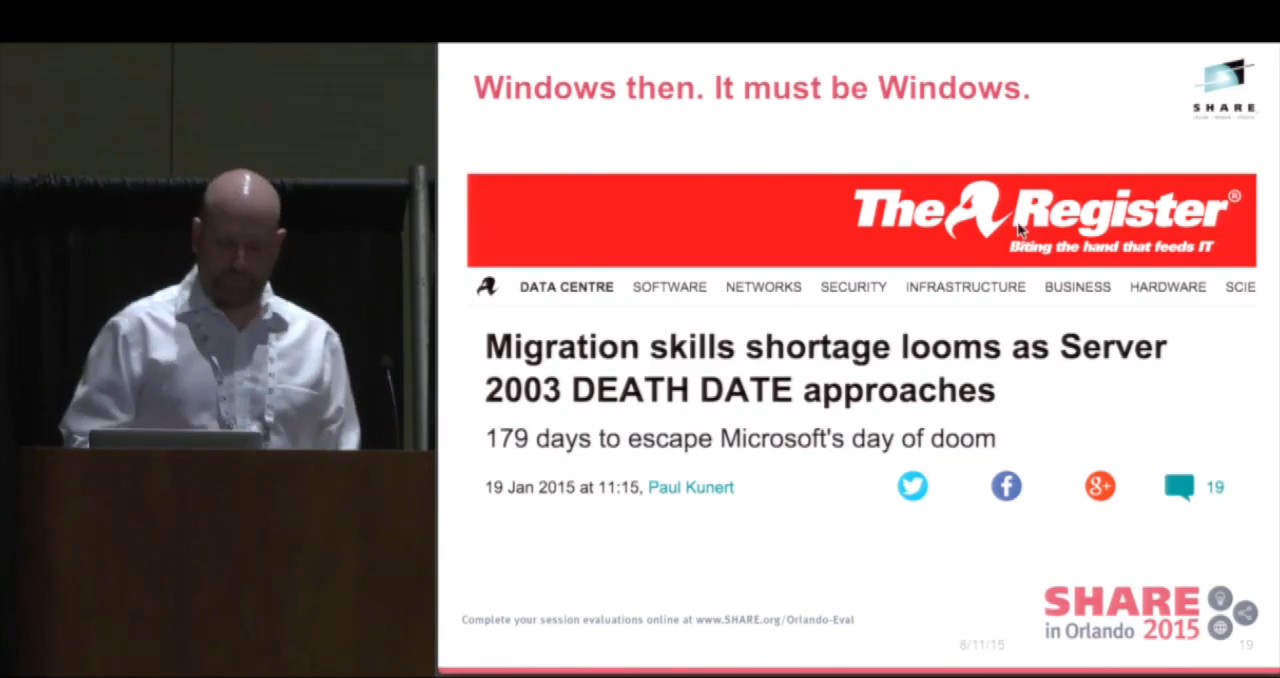 Windows then. It must be Windows.
SHARE
The Register®
Biting the hand that feeds IT
DATA CENTRE SOFTWARE NETWORKS SECURITY INFRASTRUCTURE BUSINESS HARDWARE SCIE
Migration skills shortage looms as Server
2003 DEATH DATE approaches
179 days to escape Microsoft's day of doom
19 Jan 2015 at 11:15, Paul Kunert
f
g+
19
Complete your session evaluations online at www.SHARE.org/Orlando-Eval
SHARE
in Orlando 2015
8/11/15
19